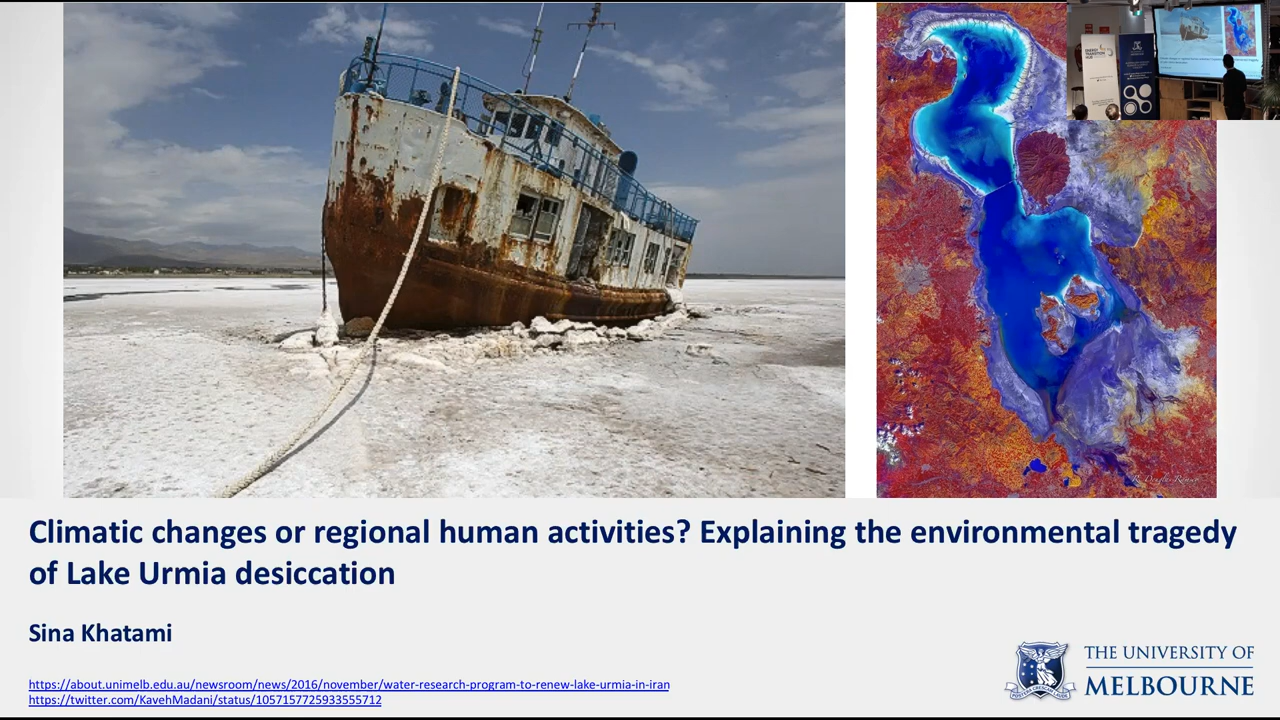 Climatic changes or regional human activities? Explaining the environmental tragedy
of Lake Urmia desiccation
Sina Khatami
https://about.unimelb.edu.au/newsroom/news/2016/november/water-research-program-to-renew-lake-urmia-in-iran
https://twitter.com/KavehMadani/status/1057157725933555712
THE UNIVERSITY OF
MELBOURNE